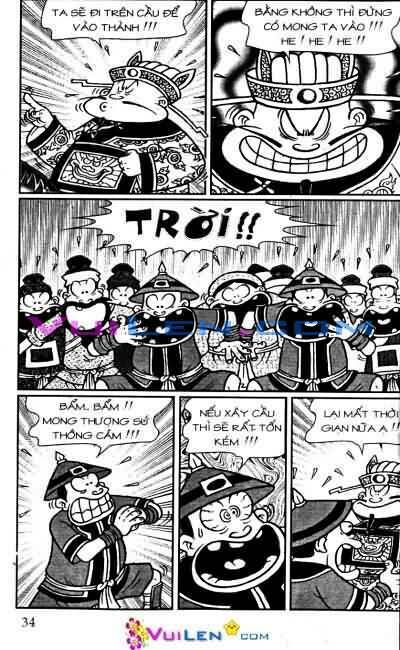 TA SẼ ĐI TRÊN CẦU ĐỂ
VÀO THÀNH !!!
BẰNG KHÔNG THÌ ĐỪNG
CÓ MONG TA VÀO !!!
HE ! HE ! HE !!
TRỜI!!
VUILEN.COM
BẨM, BẨM !!
MONG THƯỢNG SỨ
THÔNG CẢM !!!
NẾU XÂY CẦU
THÌ SẼ RẤT TỐN
KÉM !!!
LẠI MẤT THỜI
GIAN NỮA Ạ !!
34
VUILEN.COM